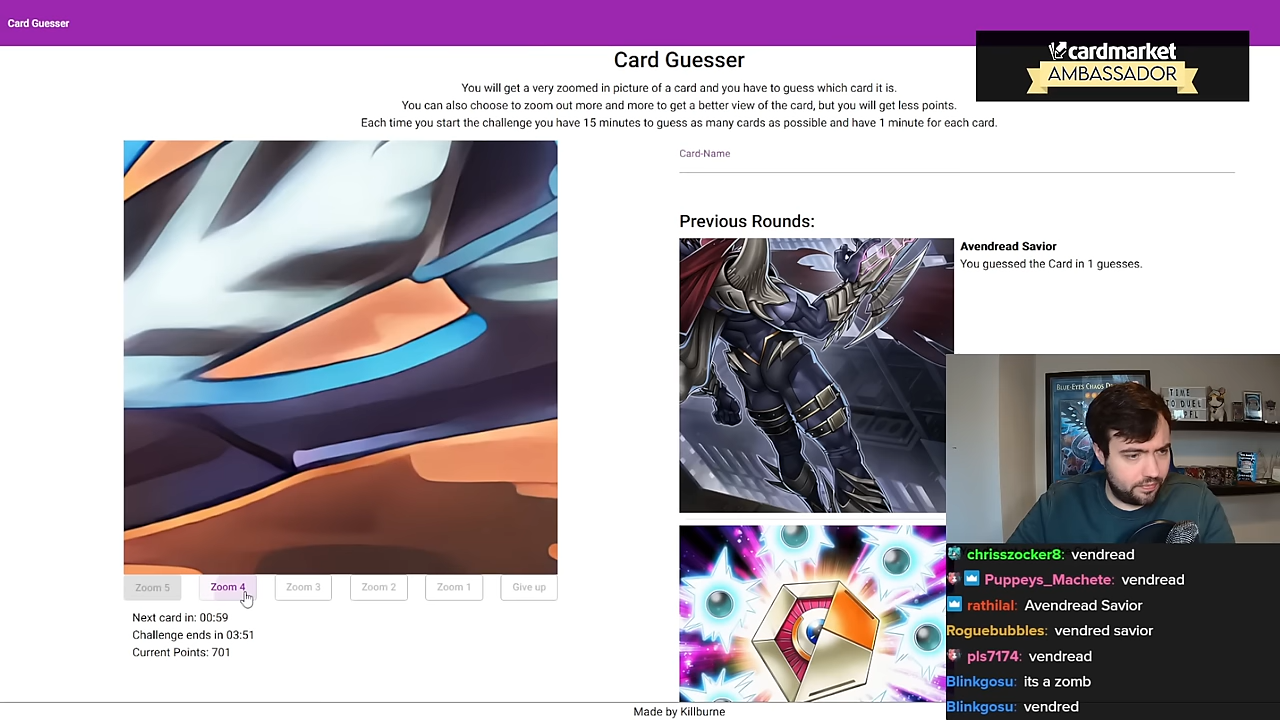 Card Guesser
cardmarket
AMBASSADOR
Card Guesser
You will get a very zoomed in picture of a card and you have to guess which card it is.
You can also choose to zoom out more and more to get a better view of the card, but you will get less points.
Each time you start the challenge you have 15 minutes to guess as many cards as possible and have 1 minute for each card.
Card-Name
Previous Rounds:
Avendread Savior
You guessed the Card in 1 guesses.
Zoom 5
Zoom 4
Zoom 3
Zoom 2
Zoom 1
Give up
Next card in: 00:59
Challenge ends in 03:51
Current Points: 701
TIME
TO DUEL
chrisszocker8: vendread
Puppeys_Machete: vendread
rathilal: Avendread Savior
Roguebubbles: vendred savior
pls7174: vendread
Blinkgosu: its a zomb
Blinkgosu: vendred
Made by Killburne